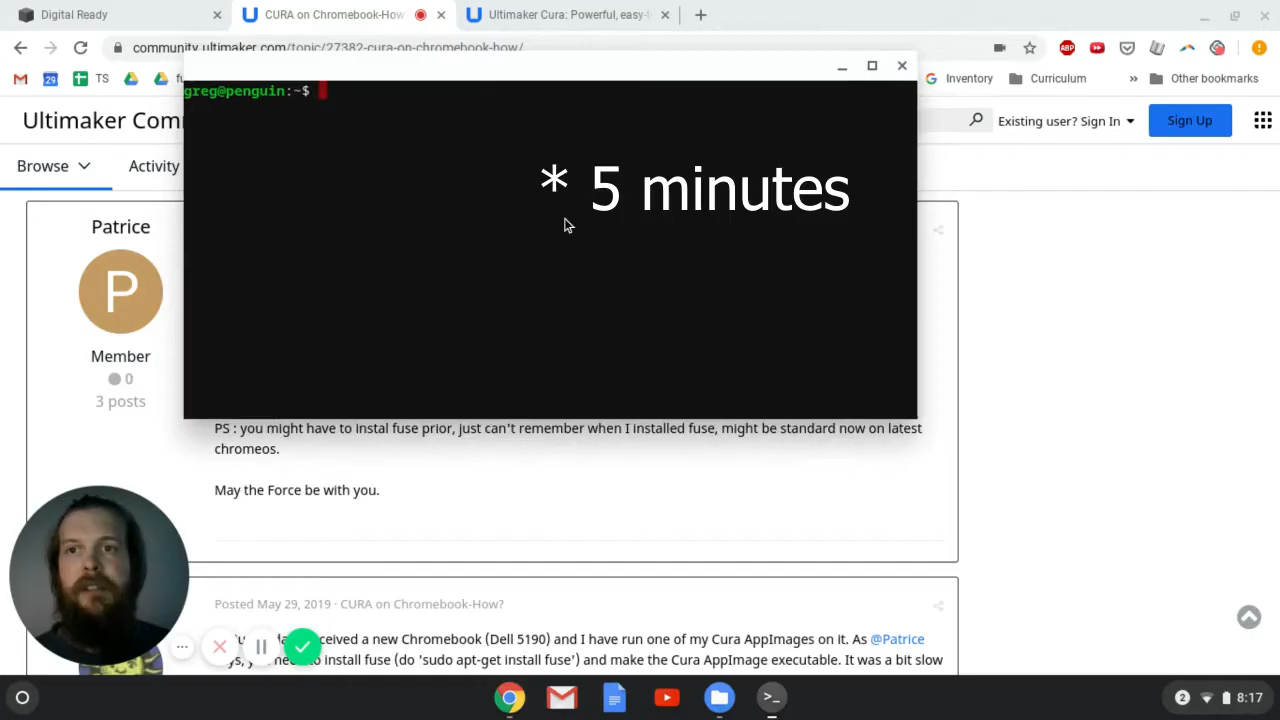 Digital Ready
CURA on Chromebook-How
Ultimaker Cura: Powerful, easy-
community.ultimaker.com/topic/27382-cura-on-chromebook-how/
ABP
29
TS
Inventory
Curriculum
» Other bookmarks
Ultimaker Com
Existing user? Sign In
Sign Up
Browse
Activity
greg@penguin:~$
* 5 minutes
Patrice
P
Member
0
3 posts
PS : you might have to instal fuse prior, just can't remember when I installed fuse, might be standard now on latest
chromeos.
May the Force be with you.
Posted May 29, 2019 · CURA on Chromebook-How?
received a new Chromebook (Dell 5190) and I have run one of my Cura AppImages on it. As @Patrice
install fuse (do 'sudo apt-get install fuse') and make the Cura AppImage executable. It was a bit slow
>_
2
8:17